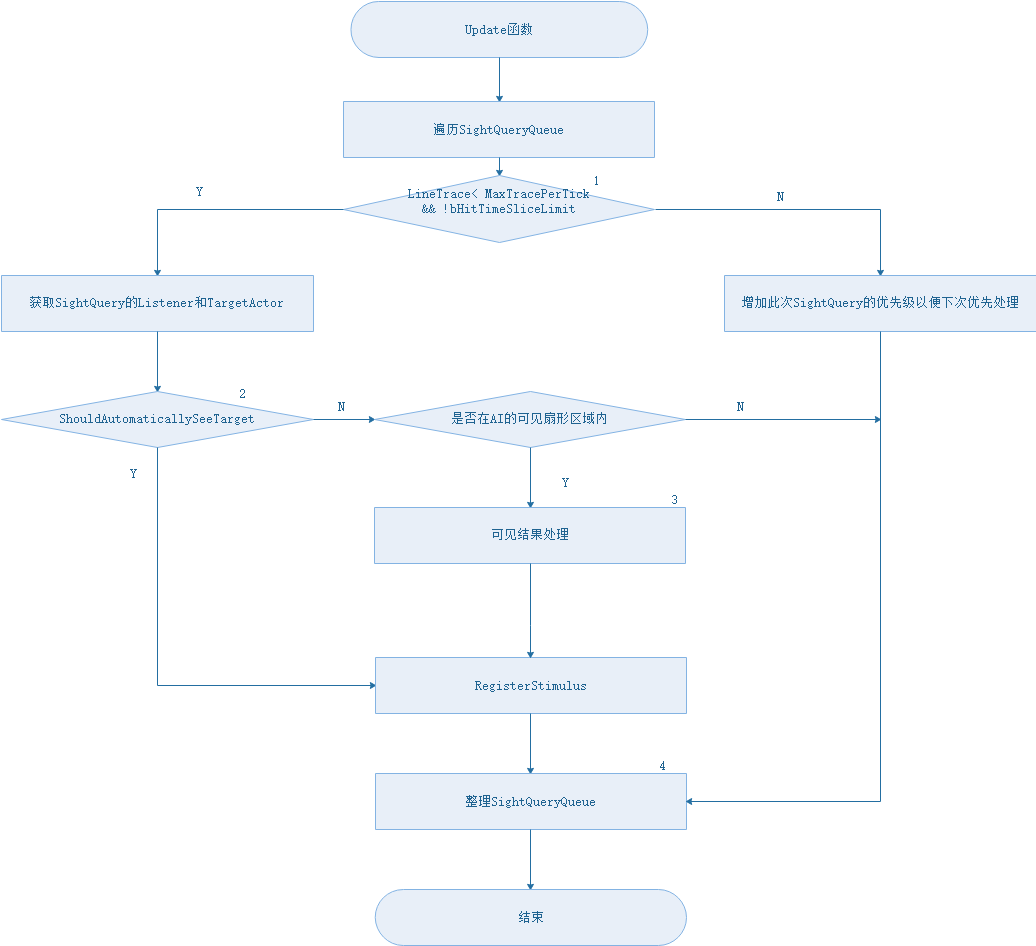 Update函数
遍历SightQueryQueue
1
LineTrace< MaxTracePerTick
&& !bHitTimeSliceLimit
Y
N
获取SightQuery的Listener和TargetActor
增加此次SightQuery的优先级以便下次优先处理
2
ShouldAutomaticallySeeTarget
N
是否在AI的可见扇形区域内
N
Y
Y
3
可见结果处理
RegisterStimulus
4
整理SightQueryQueue
结束